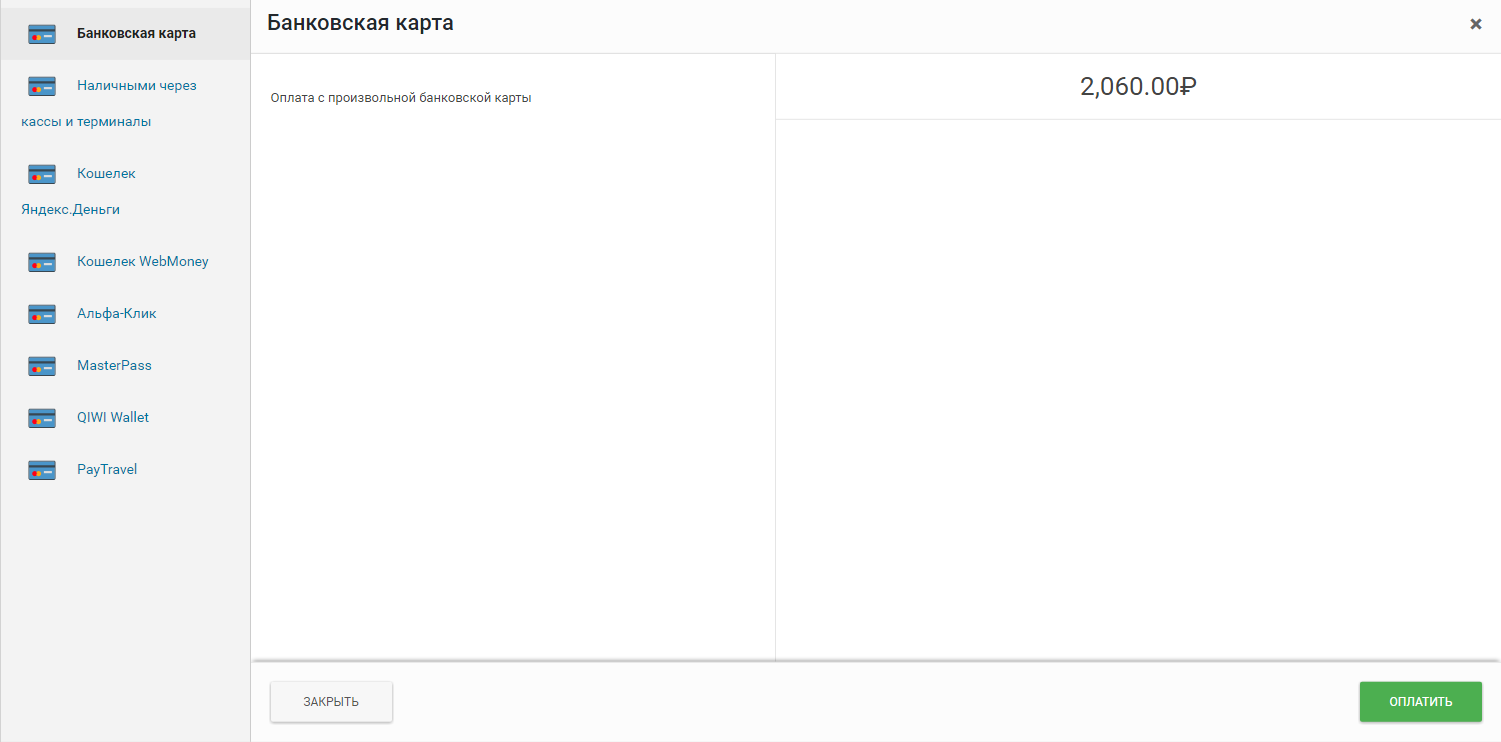 Банковская карта
Наличными через
кассы и терминалы
Кошелек
Яндекс.Деньги
Кошелек WebMoney
Альфа-Клик
MasterPass
QIWI Wallet
PayTravel
Банковская карта
×
Оплата с произвольной банковской карты
2,060.00₽
ЗАКРЫТЬ
ОПЛАТИТЬ